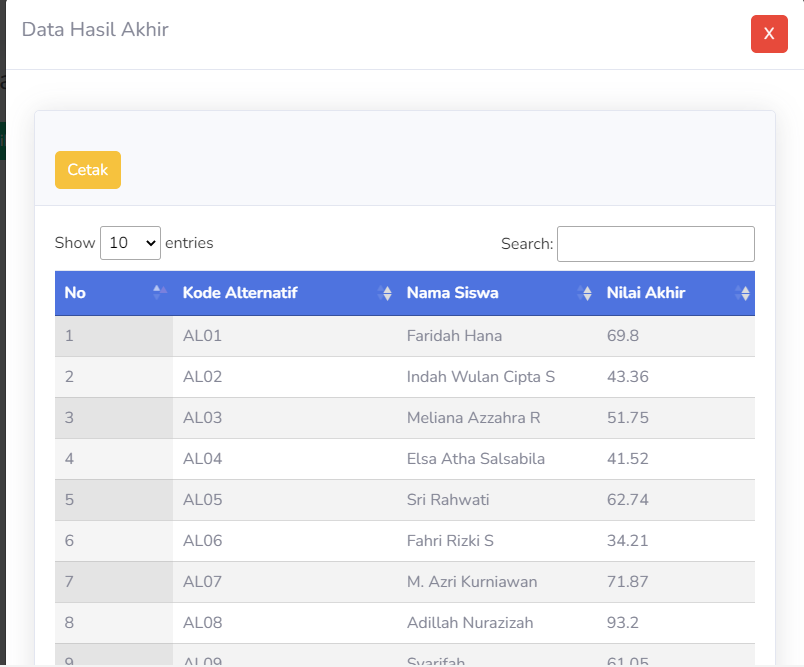 Data Hasil Akhir
X
Cetak
Show 10 entries
Search:
No Kode Alternatif Nama Siswa Nilai Akhir
1 AL01 Faridah Hana 69.8
2 AL02 Indah Wulan Cipta S 43.36
3 AL03 Meliana Azzahra R 51.75
4 AL04 Elsa Atha Salsabila 41.52
5 AL05 Sri Rahwati 62.74
6 AL06 Fahri Rizki S 34.21
7 AL07 M. Azri Kurniawan 71.87
8 AL08 Adillah Nurazizah 93.2
9 AL09 Syarifah 61.05